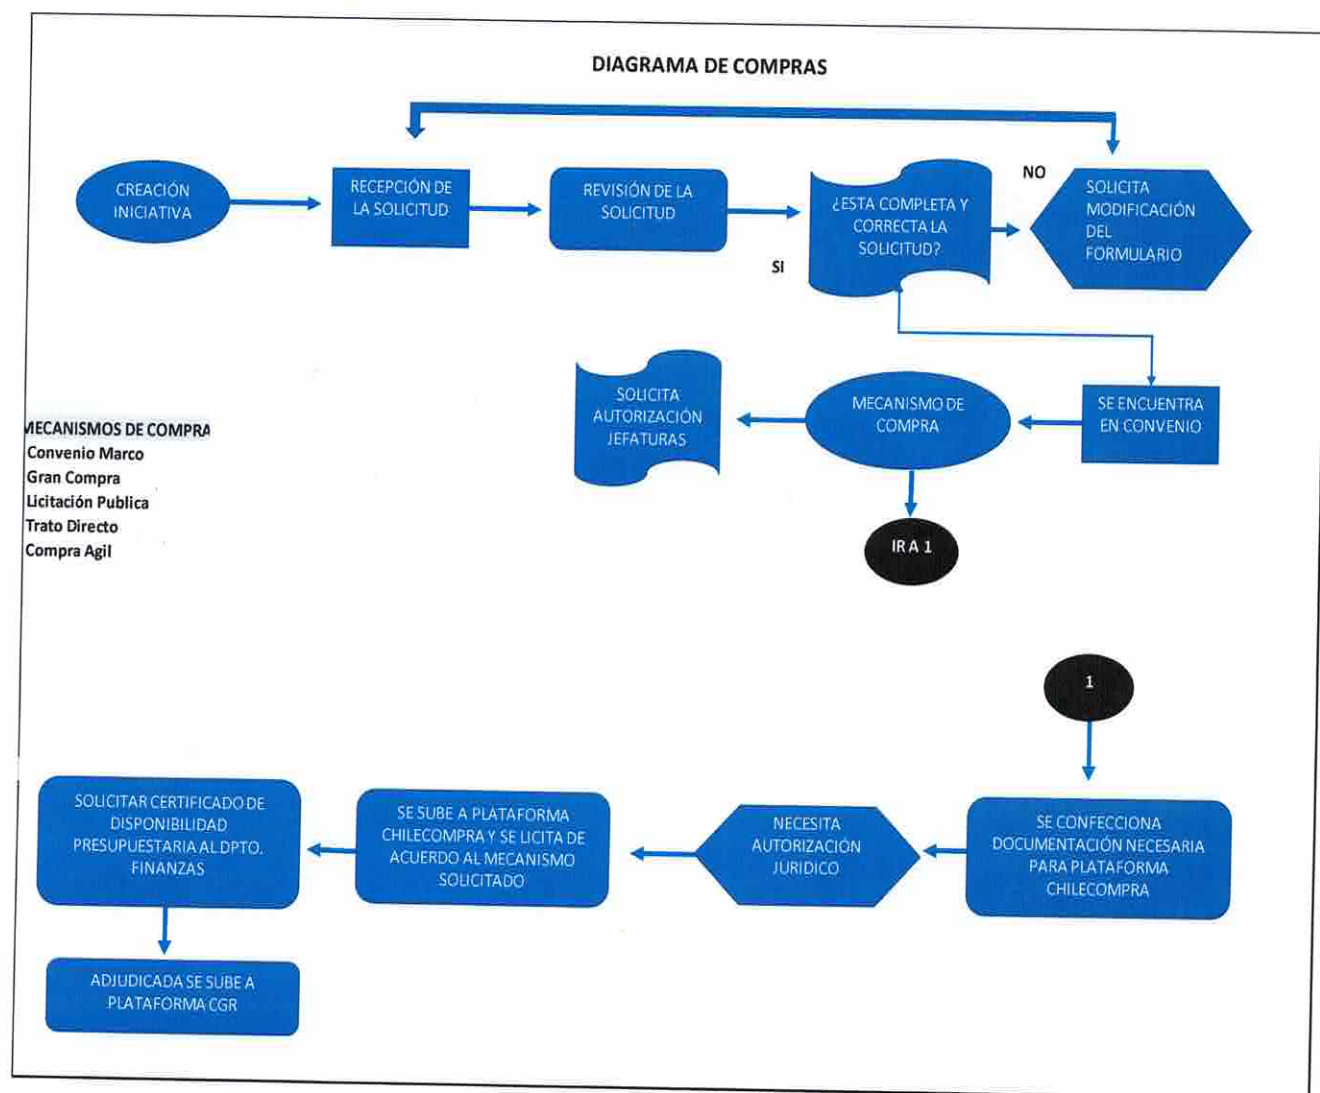 DIAGRAMA DE COMPRAS
CREACIÓN
INICIATIVA
RECEPCIÓN DE
LA SOLICITUD
REVISIÓN DE LA
SOLICITUD
¿ESTA COMPLETA Y
CORRECTA LA
SOLICITUD?
NO
SI
SOLICITA
MODIFICACIÓN
DEL
FORMULARIO
SOLICITA
AUTORIZACIÓN
JEFATURAS
MECANISMO DE
COMPRA
SE ENCUENTRA
EN CONVENIO
MECANISMOS DE COMPRA
Convenio Marco
Gran Compra
Licitación Publica
Trato Directo
Compra Agil
IR A 1
1
SOLICITAR CERTIFICADO DE
DISPONIBILIDAD
PRESUPUESTARIA AL DPTO.
FINANZAS
SE SUBE A PLATAFORMA
CHILECOMPRA Y SE LICITA DE
ACUERDO AL MECANISMO
SOLICITADO
NECESITA
AUTORIZACIÓN
JURIDICO
SE CONFECCIONA
DOCUMENTACIÓN NECESARIA
PARA PLATAFORMA
CHILECOMPRA
ADJUDICADA SE SUBE A
PLATAFORMA CGR